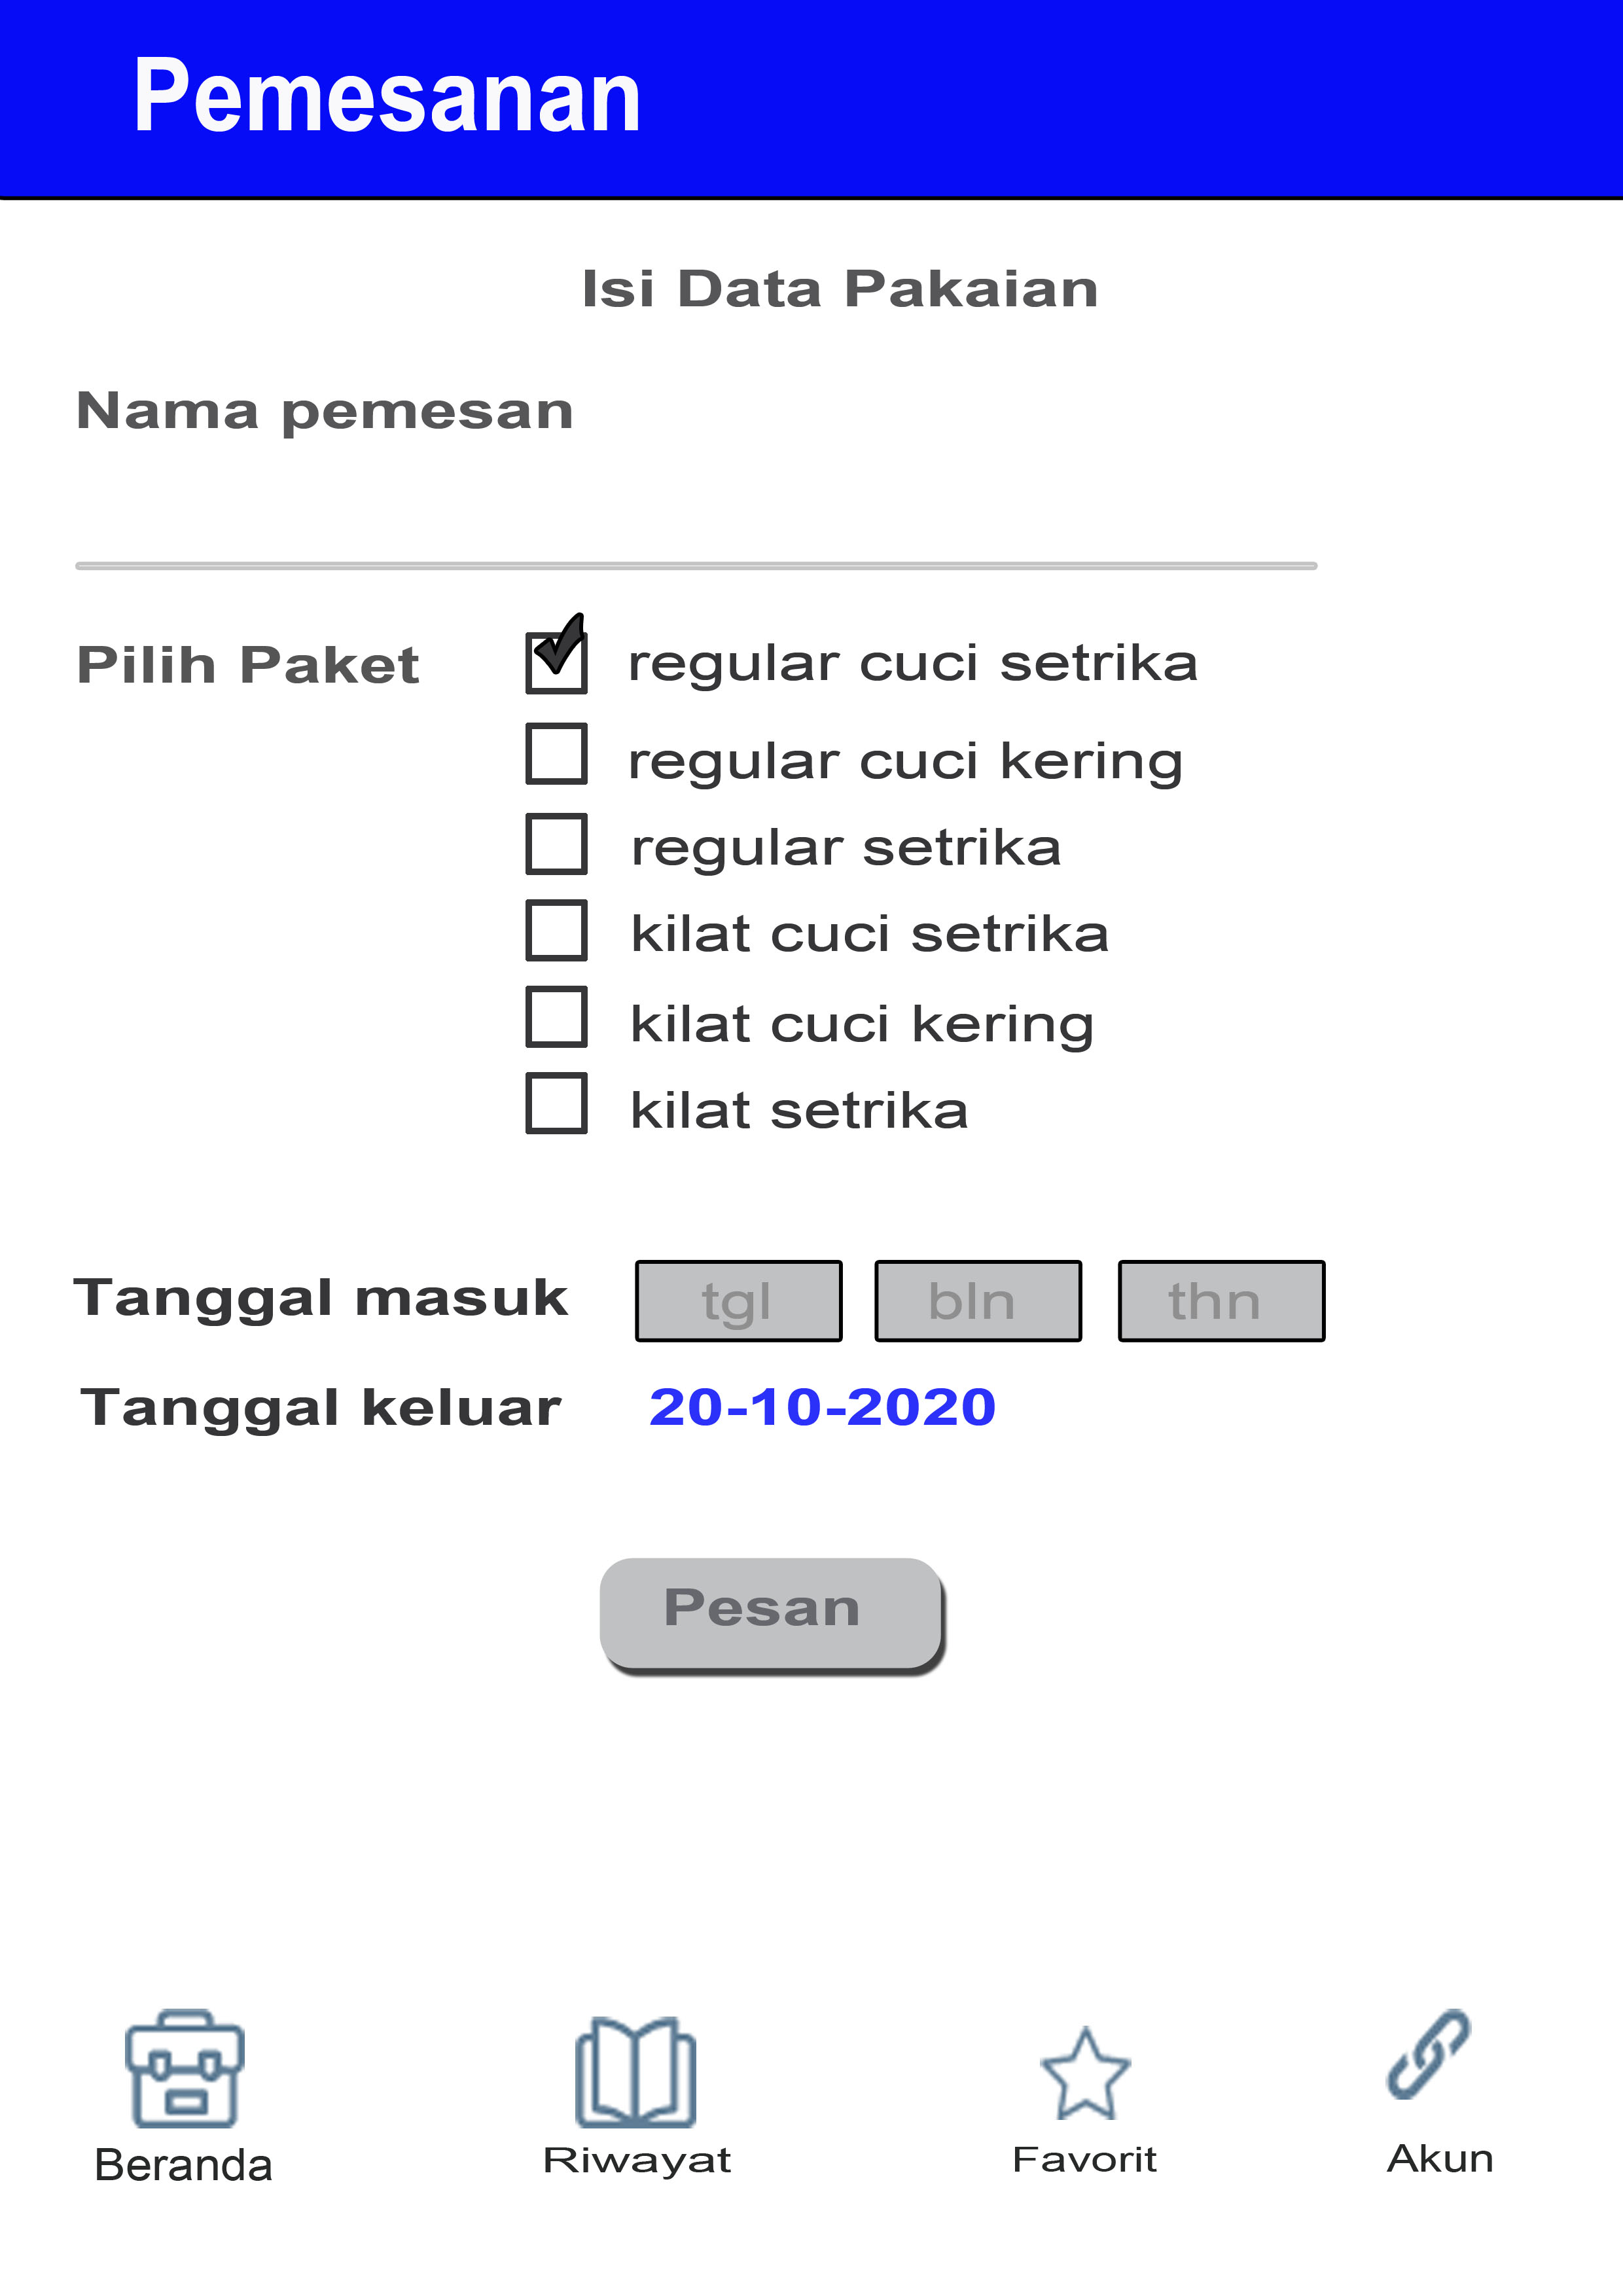 Pemesanan
Isi Data Pakaian
Nama pemesan
Pilih Paket
regular cuci setrika
regular cuci kering
regular setrika
kilat cuci setrika
kilat cuci kering
kilat setrika
Tanggal masuk tgl bln thn
Tanggal keluar 20-10-2020
Pesan
Beranda Riwayat Favorit Akun